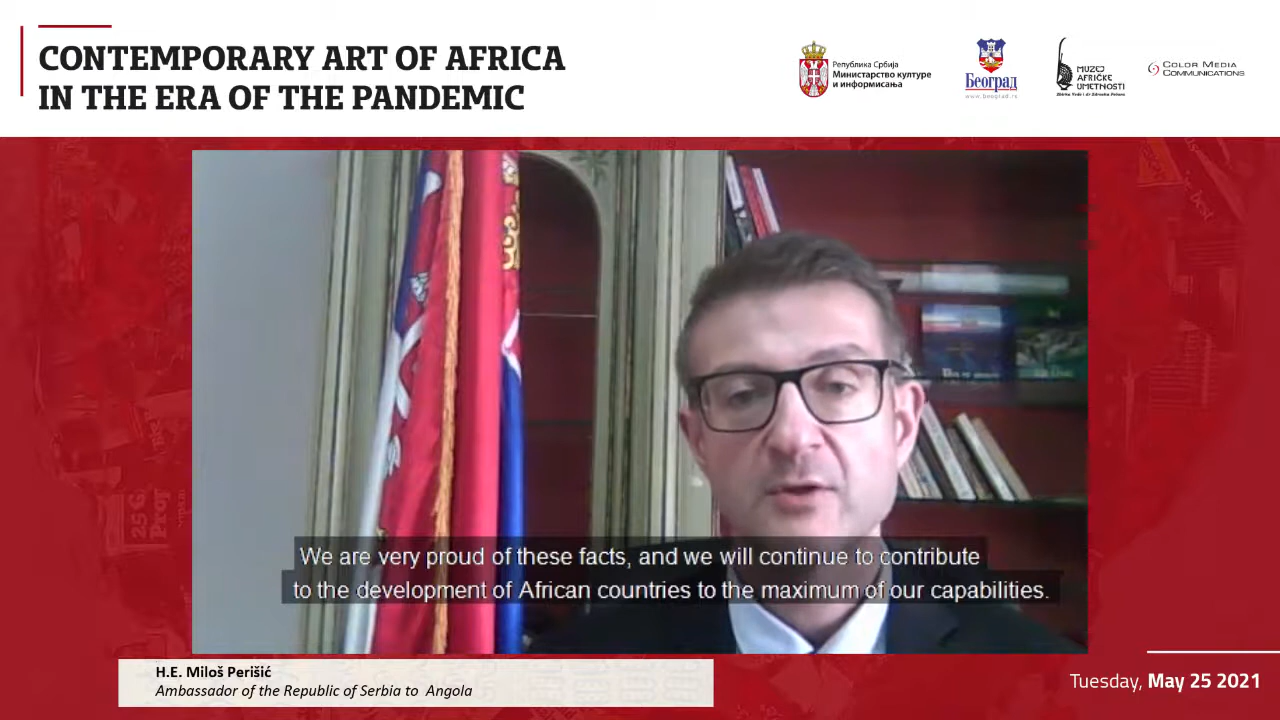 CONTEMPORARY ART OF AFRICA
IN THE ERA OF THE PANDEMIC
Република Србија
Министарство културе
и информисања
Београд
www.beograd.rs
MUZEJ
AFRIČKE
UMETNOSTI
COLOR MEDIA
COMMUNICATIONS
We are very proud of these facts, and we will continue to contribute
to the development of African countries to the maximum of our capabilities.
H.E. Miloš Perišić
Ambassador of the Republic of Serbia to Angola
Tuesday, May 25 2021